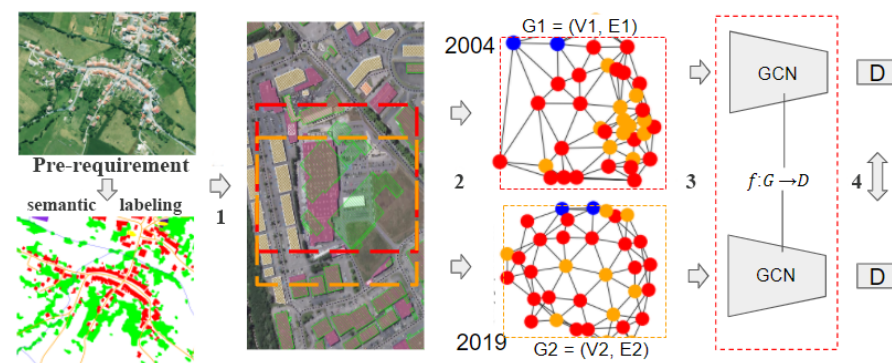 Pre-requirement
semantic labeling
1
2004
G1 = (V1, E1)
2
2019
G2 = (V2, E2)
3
GCN
f:G→D
GCN
4
D
D